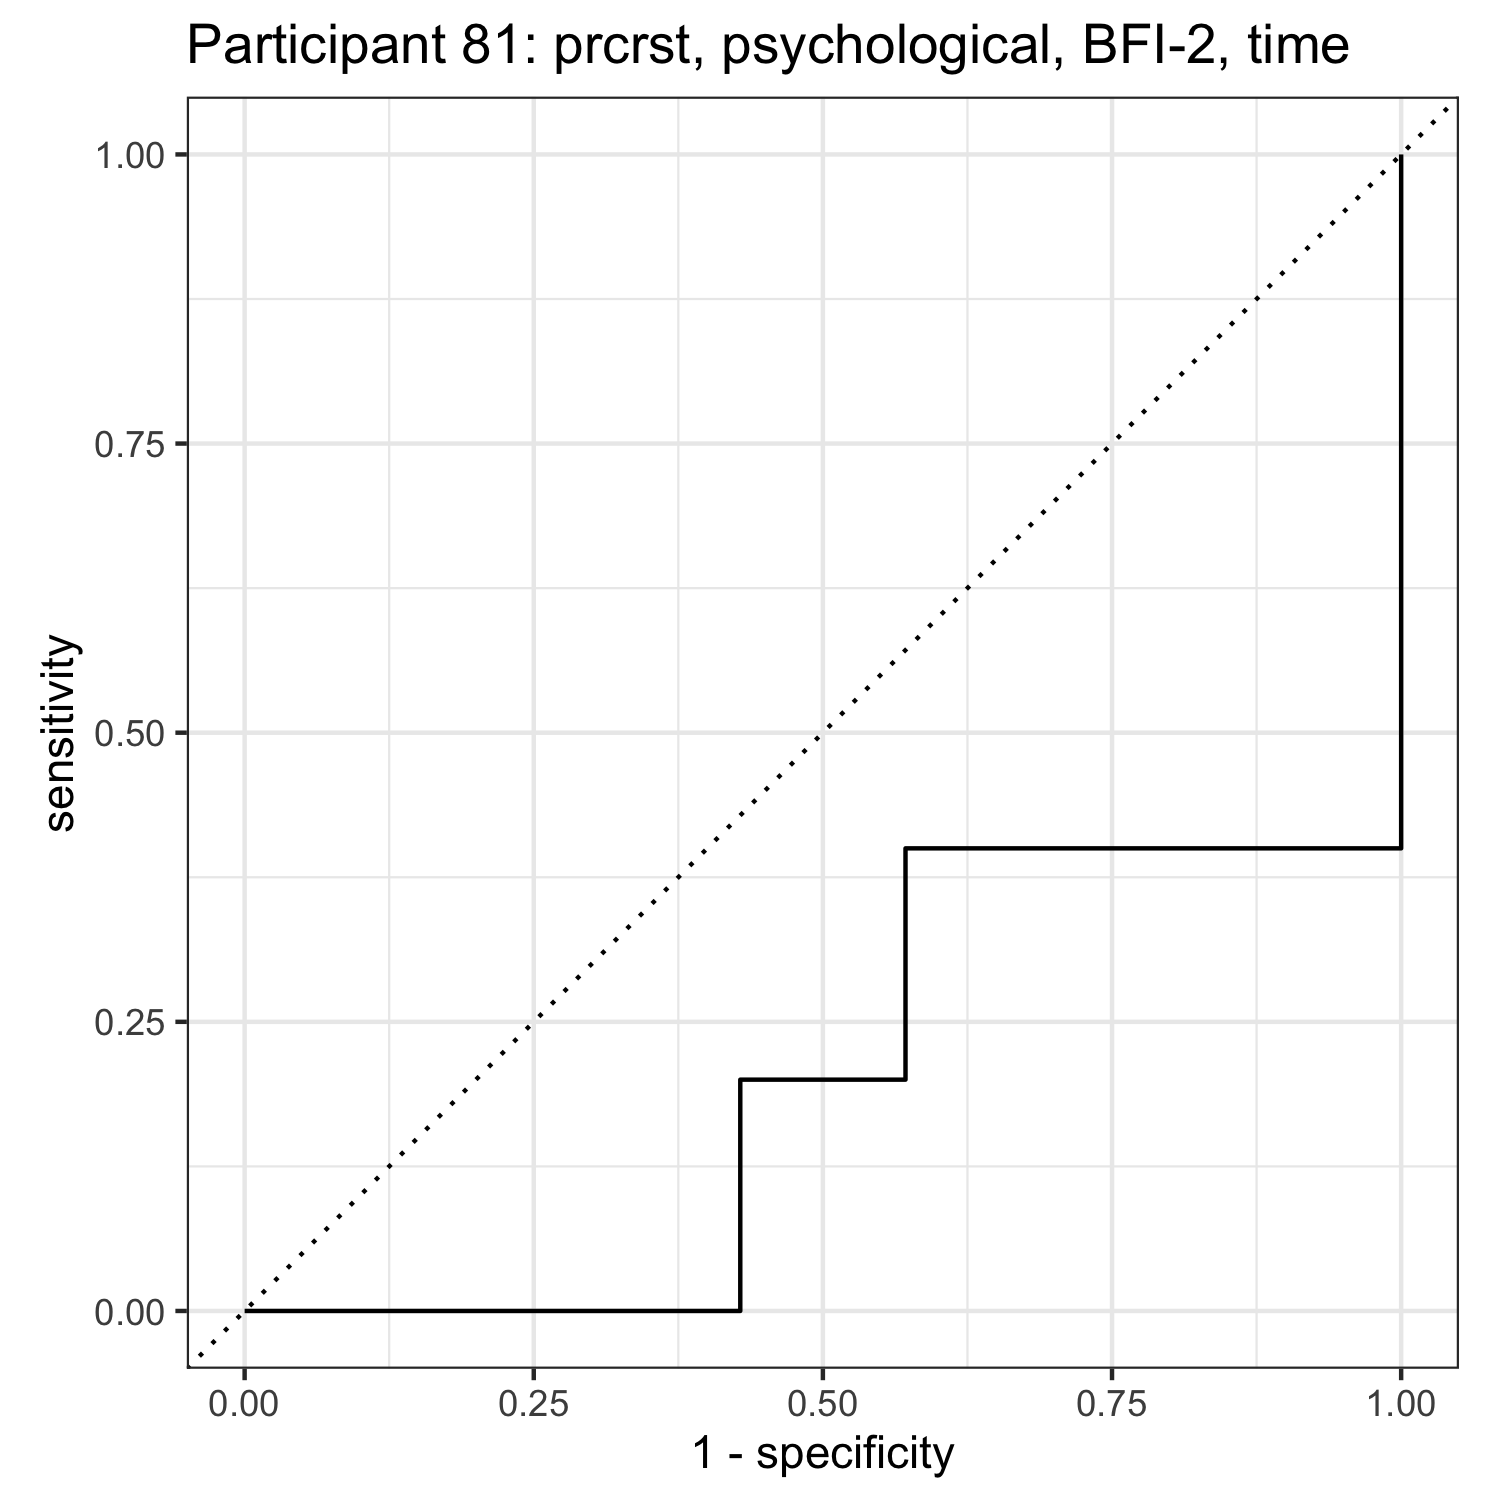 Participant 81: prcrst, psychological, BFI-2, time
1.00
0.75
0.50
0.25
0.00
sensitivity
0.00 0.25 0.50 0.75 1.00
1 - specificity